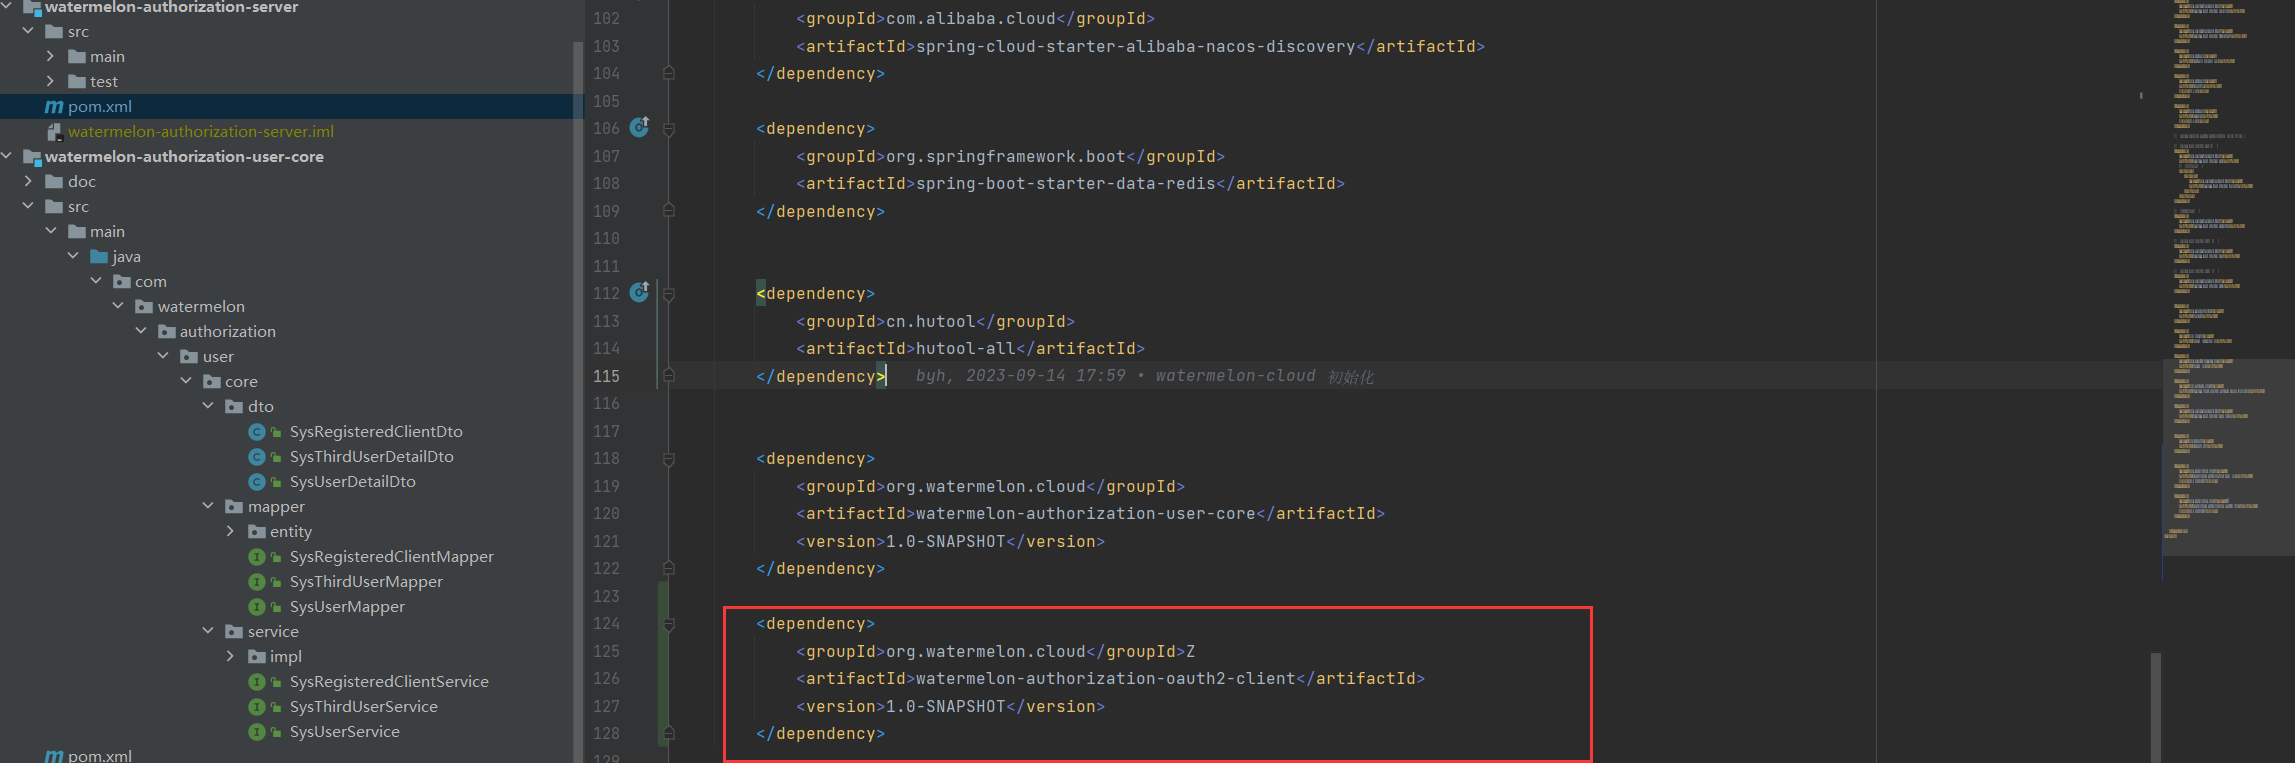 watermelon-authorization-server
src
main
test
pom.xml
watermelon-authorization-server.iml
watermelon-authorization-user-core
doc
src
main
java
com
watermelon
authorization
user
core
dto
SysRegisteredClientDto
SysThirdUserDetailDto
SysUserDetailDto
mapper
entity
SysRegisteredClientMapper
SysThirdUserMapper
SysUserMapper
service
impl
SysRegisteredClientService
SysThirdUserService
SysUserService
pom.xml
102 <groupId>com.alibaba.cloud</groupId>
103 <artifactId>spring-cloud-starter-alibaba-nacos-discovery</artifactId>
104 </dependency>
105
106 <dependency>
107 <groupId>org.springframework.boot</groupId>
108 <artifactId>spring-boot-starter-data-redis</artifactId>
109 </dependency>
110
111
112 <dependency>
113 <groupId>cn.hutool</groupId>
114 <artifactId>hutool-all</artifactId>
115 </dependency> byh, 2023-09-14 17:59 • watermelon-cloud 初始化
116
117
118 <dependency>
119 <groupId>org.watermelon.cloud</groupId>
120 <artifactId>watermelon-authorization-user-core</artifactId>
121 <version>1.0-SNAPSHOT</version>
122 </dependency>
123
124 <dependency>
125 <groupId>org.watermelon.cloud</groupId>Z
126 <artifactId>watermelon-authorization-oauth2-client</artifactId>
127 <version>1.0-SNAPSHOT</version>
128 </dependency>
129